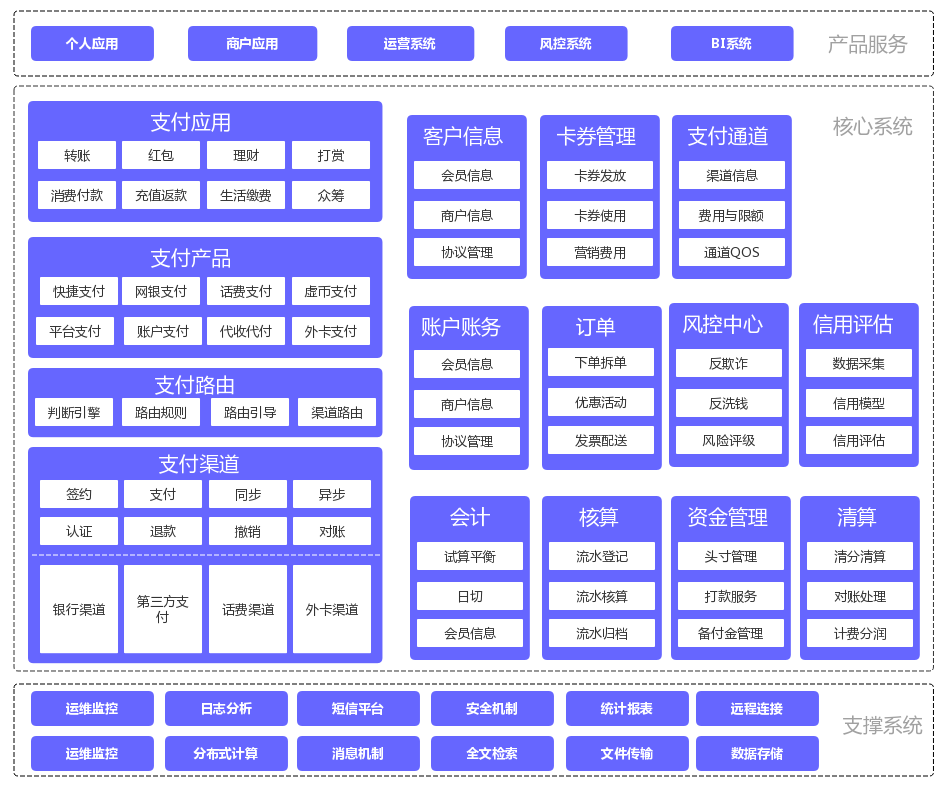 个人应用
商户应用
运营系统
风控系统
BI系统
产品服务
核心系统
支付应用
转账
红包
理财
打赏
消费付款
充值返款
生活缴费
众筹
支付产品
快捷支付
网银支付
话费支付
虚币支付
平台支付
账户支付
代收代付
外卡支付
支付路由
判断引擎
路由规则
路由引导
渠道路由
支付渠道
签约
支付
同步
异步
认证
退款
撤销
对账
银行渠道
第三方支
付
话费渠道
外卡渠道
客户信息
会员信息
商户信息
协议管理
卡券管理
卡券发放
卡券使用
营销费用
支付通道
渠道信息
费用与限额
通道QOS
账户账务
会员信息
商户信息
协议管理
订单
下单拆单
优惠活动
发票配送
风控中心
反欺诈
反洗钱
风险评级
信用评估
数据采集
信用模型
信用评估
会计
试算平衡
日切
会员信息
核算
流水登记
流水核算
流水归档
资金管理
头寸管理
打款服务
备付金管理
清算
清分清算
对账处理
计费分润
运维监控
日志分析
短信平台
安全机制
统计报表
远程连接
支撑系统
运维监控
分布式计算
消息机制
全文检索
文件传输
数据存储